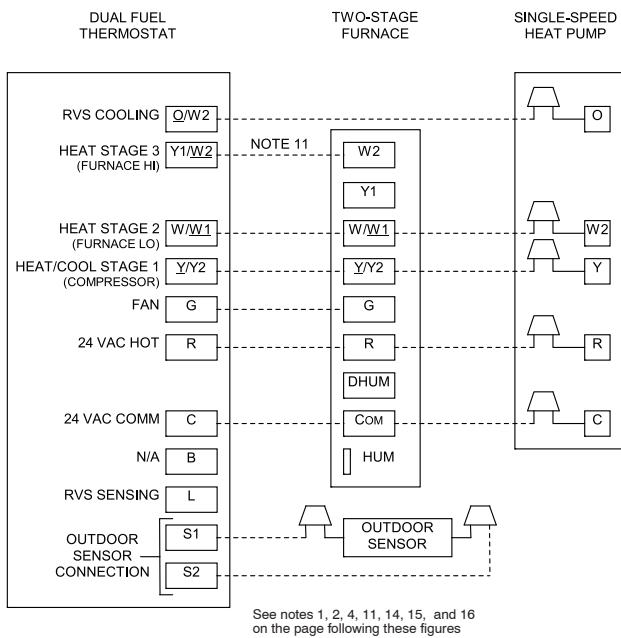 DUAL FUEL
THERMOSTAT
TWO-STAGE
FURNACE
SINGLE-SPEED
HEAT PUMP
RVS COOLING O/W2 O
HEAT STAGE 3 Y1/W2 NOTE 11 W2
(FURNACE HI)
Y1
HEAT STAGE 2 W/W1 W/W1 W2
(FURNACE LO)
HEAT/COOL STAGE 1 Y/Y2 Y/Y2 Y
(COMPRESSOR)
FAN G G
24 VAC HOT R R R
DHUM
24 VAC COMM C COM C
N/A B HUM
RVS SENSING L
OUTDOOR
SENSOR
CONNECTION
S1
S2
OUTDOOR
SENSOR
See notes 1, 2, 4, 11, 14, 15, and 16
on the page following these figures